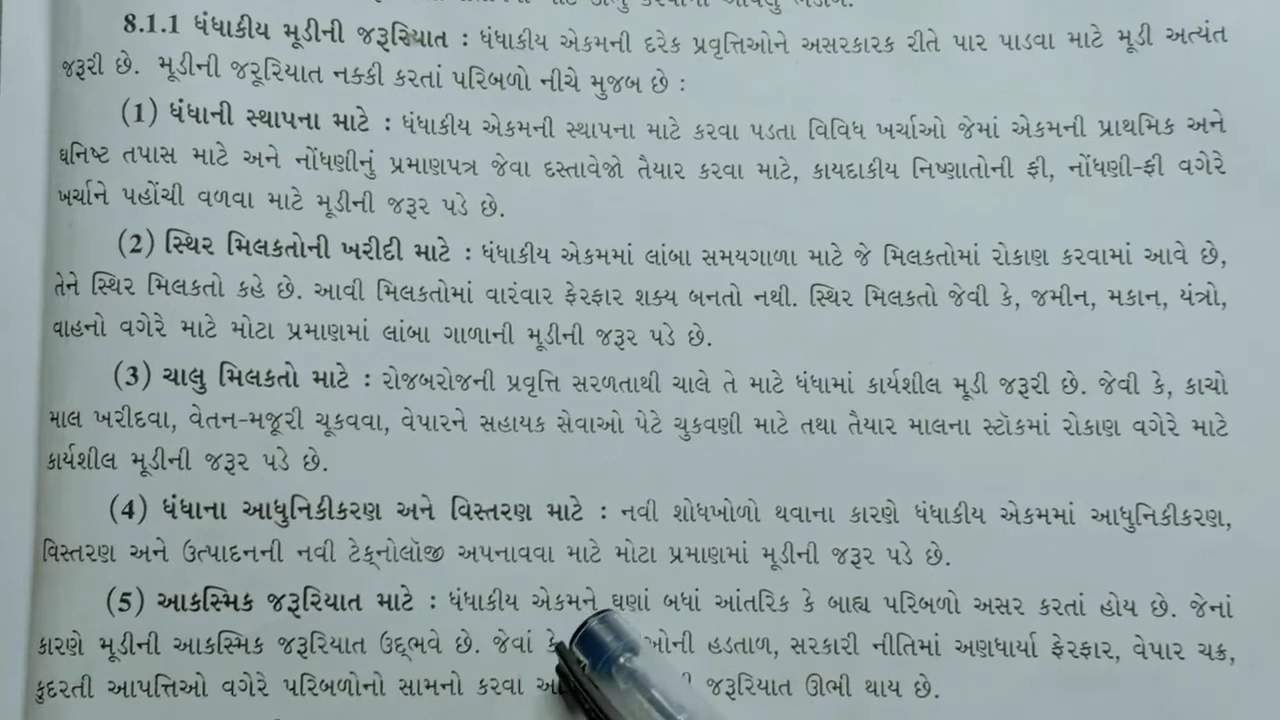 8.1.1 ધંધાકીય મૂડીની જરૂરિયાત : ધંધાકીય એકમની દરેક પ્રવૃત્તિઓને અસરકારક રીતે પાર પાડવા માટે મૂડી અત્યંત
જરૂરી છે. મૂડીની જરૂરિયાત નક્કી કરતાં પરિબળો નીચે મુજબ છે :
(1) ધંધાની સ્થાપના માટે : ધંધાકીય એકમની સ્થાપના માટે કરવા પડતા વિવિધ ખર્ચાઓ જેમાં એકમની પ્રાથમિક અને
ઘનિષ્ટ તપાસ માટે અને નોંધણીનું પ્રમાણપત્ર જેવા દસ્તાવેજો તૈયાર કરવા માટે, કાયદાકીય નિષ્ણાતોની ફી, નોંધણી-ફી વગેરે
ખર્ચાને પહોંચી વળવા માટે મૂડીની જરૂર પડે છે.
(2) સ્થિર મિલકતોની ખરીદી માટે : ધંધાકીય એકમમાં લાંબા સમયગાળા માટે જે મિલકતોમાં રોકાણ કરવામાં આવે છે,
તેને સ્થિર મિલકતો કહે છે. આવી મિલકતોમાં વારંવાર ફેરફાર શક્ય બનતો નથી. સ્થિર મિલકતો જેવી કે, જમીન, મકાન, યંત્રો,
વાહનો વગેરે માટે મોટા પ્રમાણમાં લાંબા ગાળાની મૂડીની જરૂર પડે છે.
(3) ચાલુ મિલકતો માટે : રોજબરોજની પ્રવૃત્તિ સરળતાથી ચાલે તે માટે ધંધામાં કાર્યશીલ મૂડી જરૂરી છે. જેવી કે, કાચો
માલ ખરીદવા, વેતન-મજૂરી ચૂકવવા, વેપારને સહાયક સેવાઓ પેટે ચુકવણી માટે તથા તૈયાર માલના સ્ટૉકમાં રોકાણ વગેરે માટે
કાર્યશીલ મૂડીની જરૂર પડે છે.
(4) ધંધાના આધુનિકીકરણ અને વિસ્તરણ માટે : નવી શોધખોળો થવાના કારણે ધંધાકીય એકમમાં આધુનિકીકરણ,
વિસ્તરણ અને ઉત્પાદનની નવી ટેક્નોલૉજી અપનાવવા માટે મોટા પ્રમાણમાં મૂડીની જરૂર પડે છે.
(5) આકસ્મિક જરૂરિયાત માટે : ધંધાકીય એકમને ઘણાં બધાં આંતરિક કે બાહ્ય પરિબળો અસર કરતાં હોય છે. જેનાં
કારણે મૂડીની આકસ્મિક જરૂરિયાત ઉદ્ભવે છે. જેવાં કે હડતાળ, સરકારી નીતિમાં અણધાર્યા ફેરફાર, વેપાર ચક્ર,
કુદરતી આપત્તિઓ વગેરે પરિબળોનો સામનો કરવા જરૂરિયાત ઊભી થાય છે.